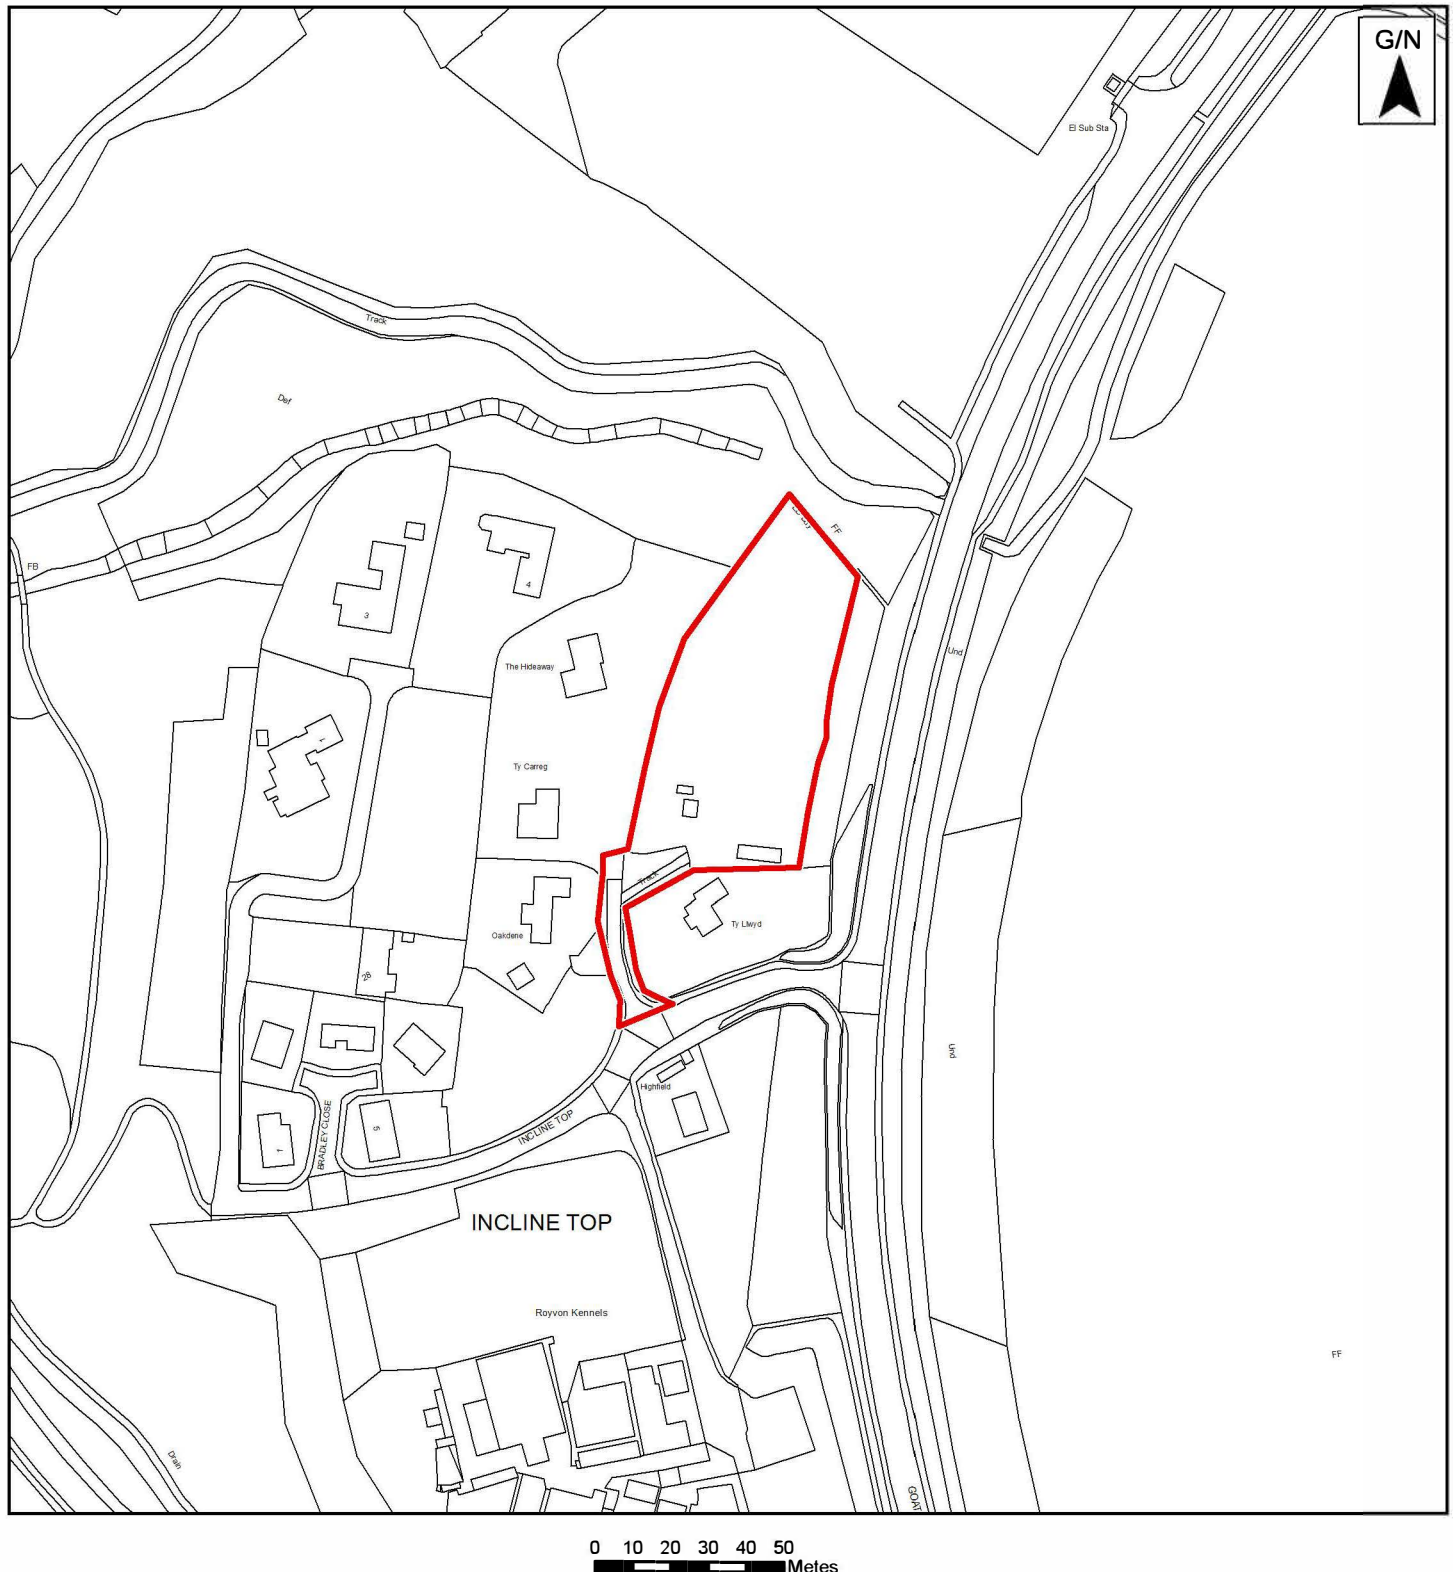 G/N
El Sub Sta
Track
Def
FF
FB
4
3
Und
The Hideaway
1
Ty Carreg
Track
Ty Llwyd
Oakdene
28
Und
Highfield
BRADLEY CLOSE
INCLINE TOP
5
1
INCLINE TOP
Royvon Kennels
FF
Drain
GOAT
0 10 20 30 40 50
Metes